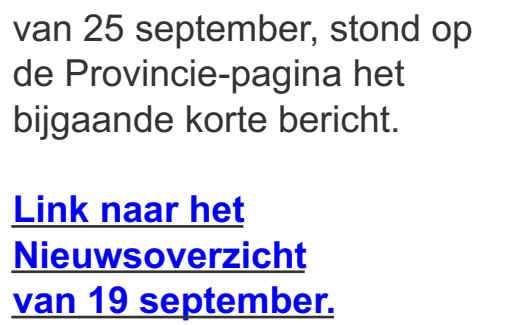 van 25 september, stond op
de Provincie-pagina het
bijgaande korte bericht.
Link naar het
Nieuwsoverzicht
van 19 september.